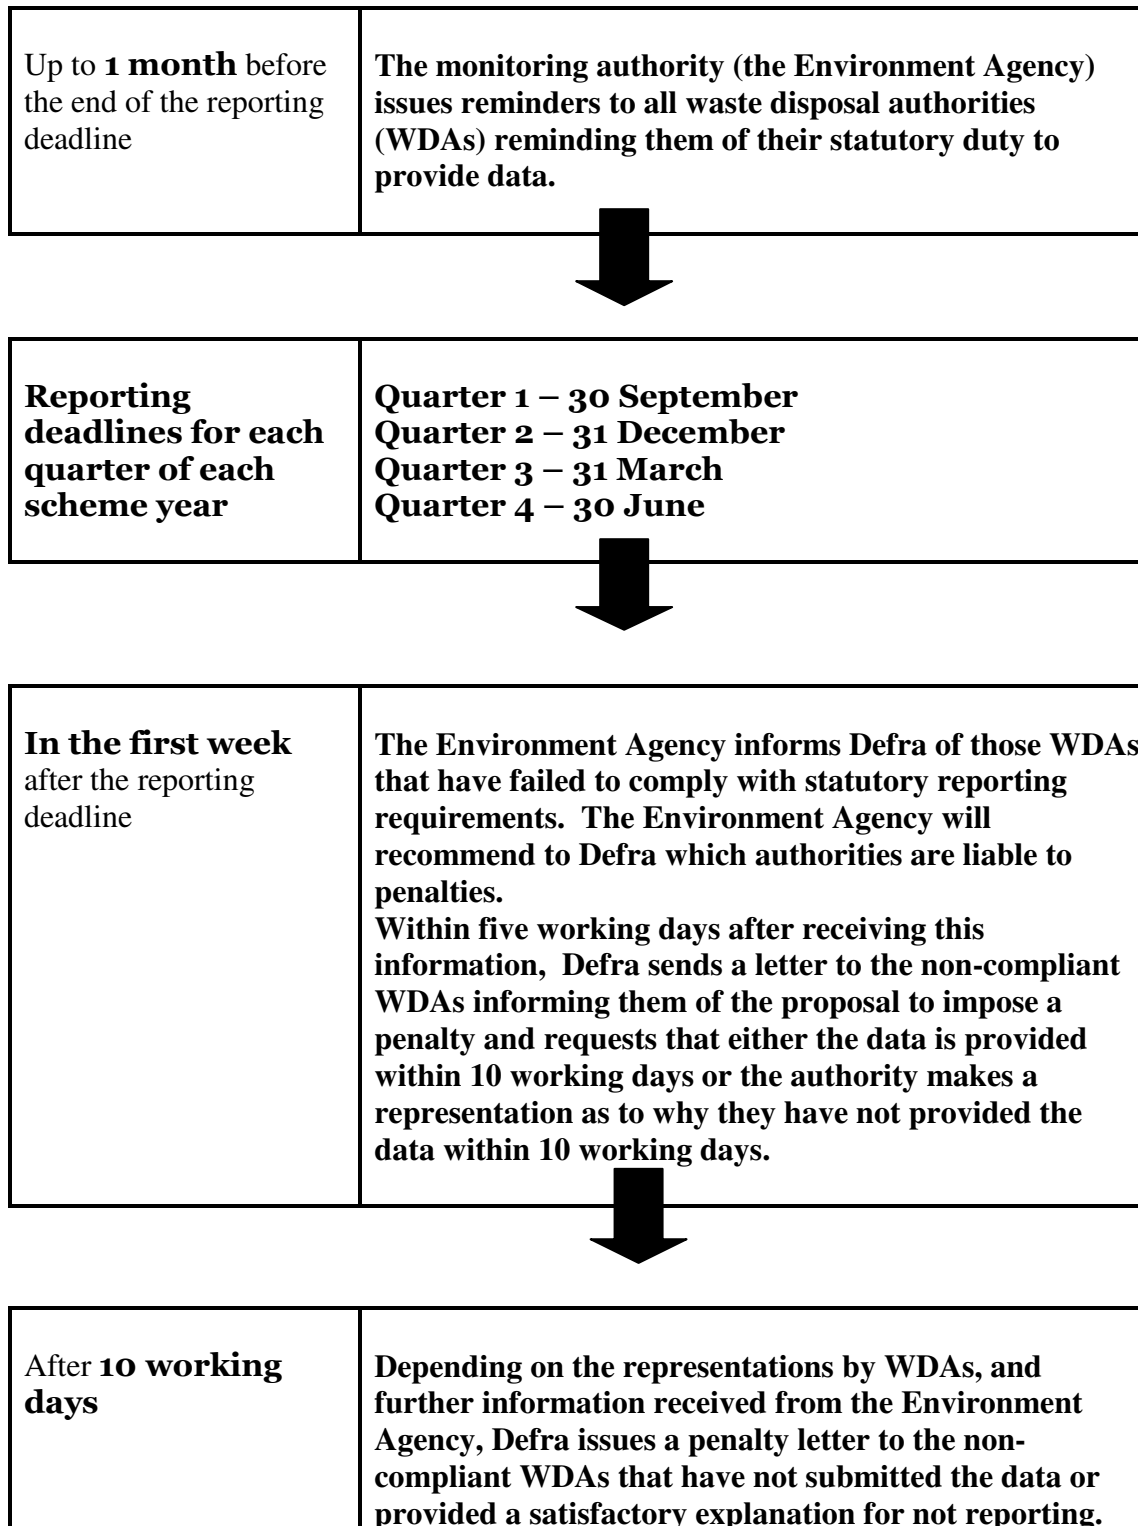 Up to 1 month before
the end of the reporting
deadline
The monitoring authority (the Environment Agency)
issues reminders to all waste disposal authorities
(WDAs) reminding them of their statutory duty to
provide data.
Reporting
deadlines for each
quarter of each
scheme year
Quarter 1 – 30 September
Quarter 2 – 31 December
Quarter 3 – 31 March
Quarter 4 – 30 June
In the first week
after the reporting
deadline
The Environment Agency informs Defra of those WDAs
that have failed to comply with statutory reporting
requirements.  The Environment Agency will
recommend to Defra which authorities are liable to
penalties.
Within five working days after receiving this
information,  Defra sends a letter to the non-compliant
WDAs informing them of the proposal to impose a
penalty and requests that either the data is provided
within 10 working days or the authority makes a
representation as to why they have not provided the
data within 10 working days.
After 10 working
days
Depending on the representations by WDAs, and
further information received from the Environment
Agency, Defra issues a penalty letter to the non-
compliant WDAs that have not submitted the data or
provided a satisfactory explanation for not reporting.